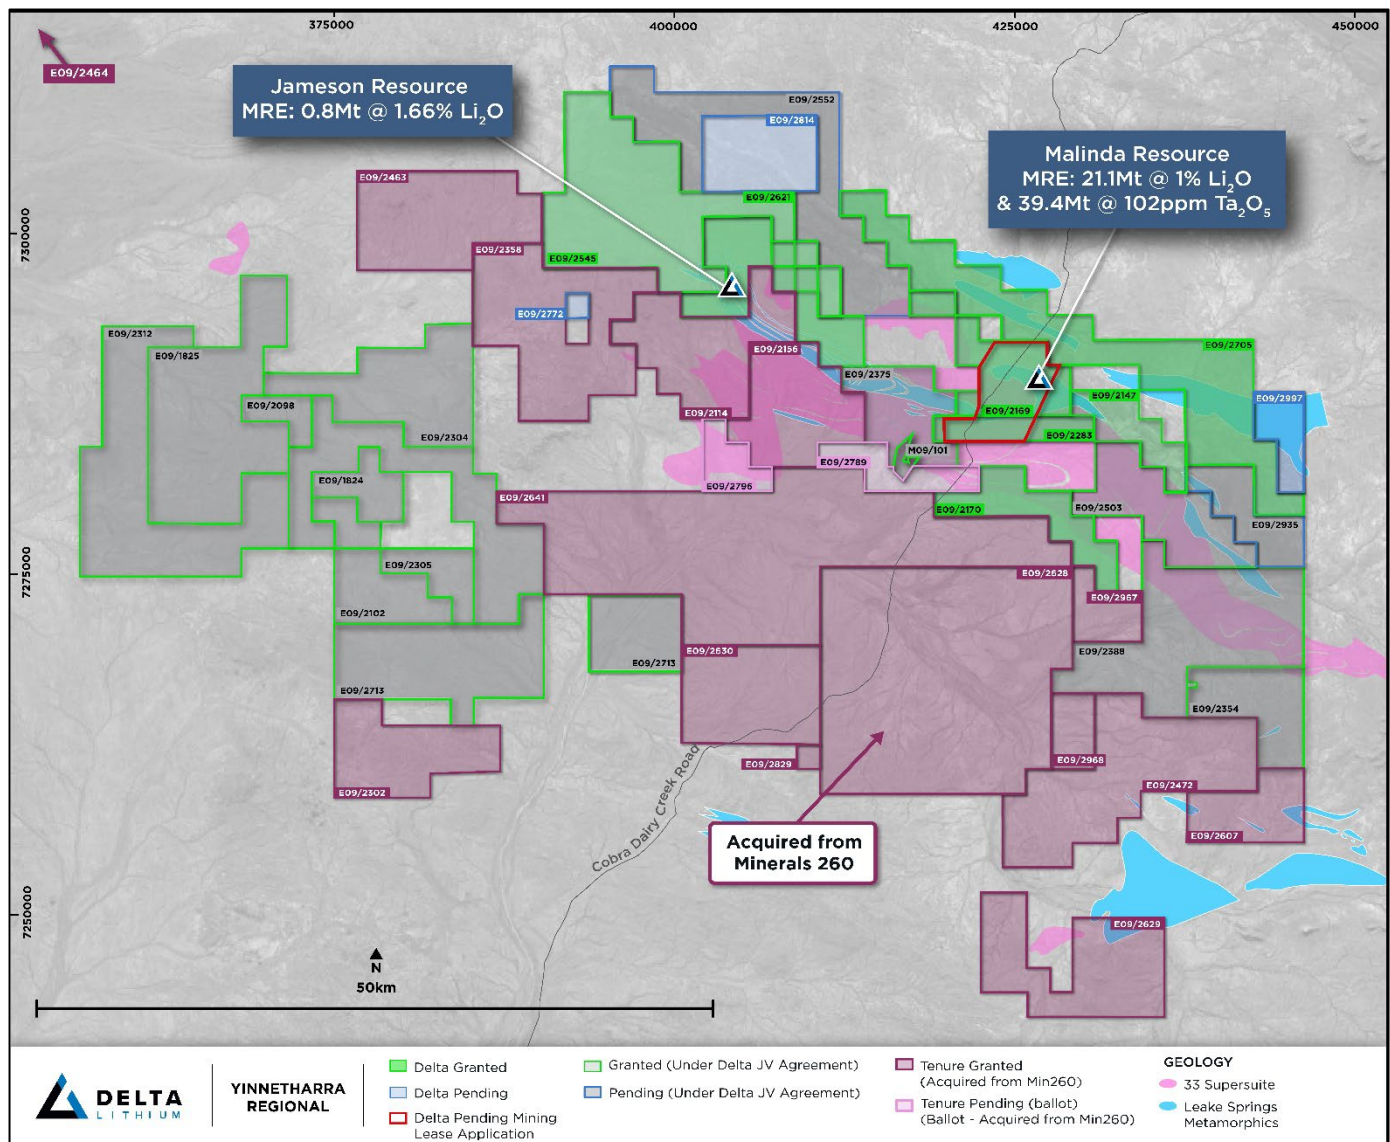 375000
400000
425000
450000
E09/2464
Jameson Resource
MRE: 0.8Mt @ 1.66% Li₂O
E09/2552
E09/2814
Malinda Resource
MRE: 21.1Mt @ 1% Li₂O
& 39.4Mt @ 102ppm Ta₂O₅
E09/2463
E09/2621
7300000
E09/2358
E09/2545
E09/2772
E09/2312
E09/1825
E09/2156
E09/2375
E09/2705
E09/2098
E09/2114
E09/2169
E09/2147
E09/2997
E09/2304
E09/2283
M09/101
E09/2789
E09/1824
E09/2796
E09/2641
E09/2170
E09/2503
E09/2935
7275000
E09/2305
E09/2628
E09/2967
E09/2102
E09/2630
E09/2388
E09/2713
E09/2713
E09/2354
E09/2829
E09/2968
E09/2302
E09/2472
Cobra Dairy Creek Road
Acquired from
Minerals 260
E09/2607
7250000
E09/2629
N
50km
DELTA
LITHIUM
YINNETHARRA
REGIONAL
Delta Granted
Delta Pending
Delta Pending Mining
Lease Application
Granted (Under Delta JV Agreement)
Pending (Under Delta JV Agreement)
Tenure Granted
(Acquired from Min260)
Tenure Pending (ballot)
(Ballot - Acquired from Min260)
GEOLOGY
33 Supersuite
Leake Springs
Metamorphics